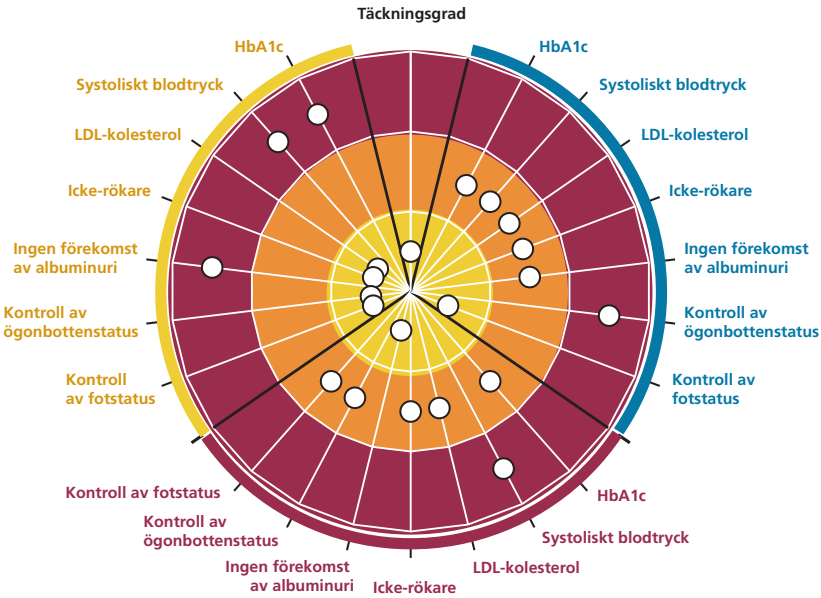 Täckningsgrad
HbA1c
Systoliskt blodtryck
LDL-kolesterol
Icke-rökare
Ingen förekomst
av albuminuri
Kontroll av
ögonbottenstatus
Kontroll
av fotstatus
HbA1c
Systoliskt blodtryck
LDL-kolesterol
Icke-rökare
Ingen förekomst
av albuminuri
Kontroll av
ögonbottenstatus
Kontroll av
fotstatus
Kontroll av fotstatus
Kontroll av
ögonbottenstatus
Ingen förekomst
av albuminuri
Icke-rökare
LDL-kolesterol
Systoliskt blodtryck
HbA1c